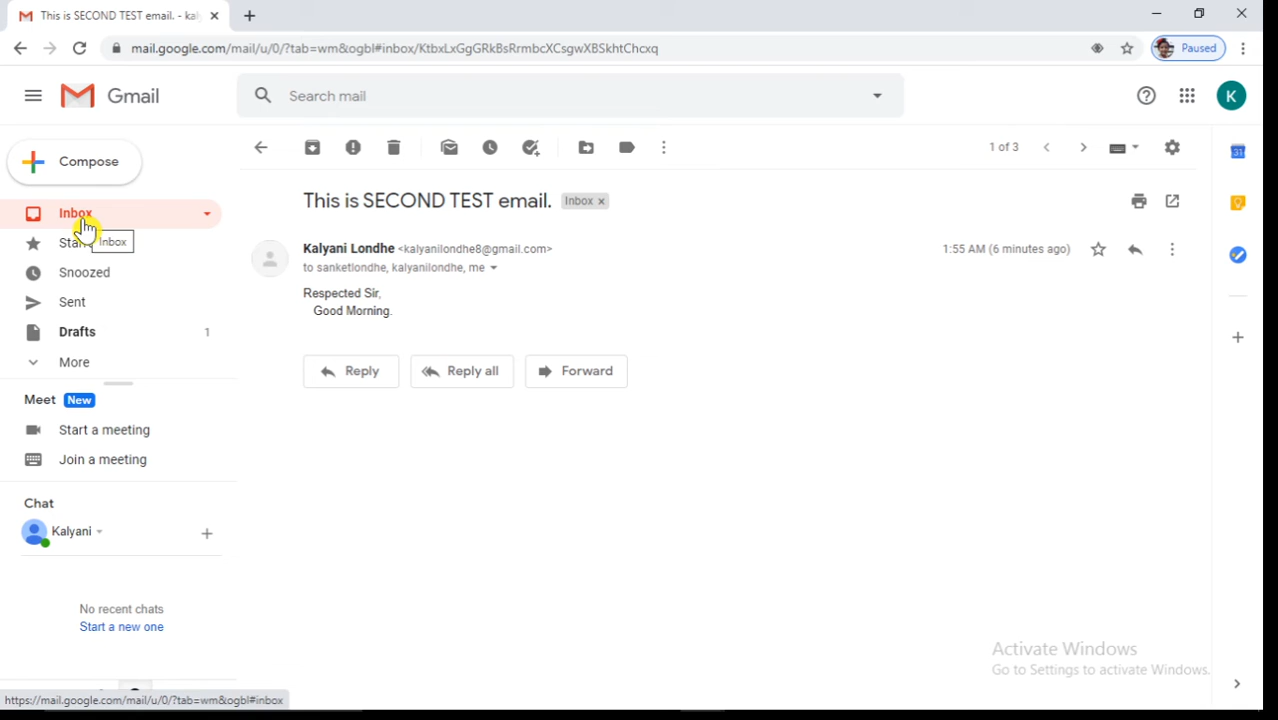 This is SECOND TEST email. - kal
mail.google.com/mail/u/0/?tab=wm&ogbl#inbox/KtbxLxGgGRkBsRrmbcXCsgwXBSkhtChcxq
Paused
Gmail
Search mail
K
Compose
1 of 3
31
Inbox
This is SECOND TEST email.
Inbox x
Inbox
Snoozed
Sent
Drafts
1
More
Kalyani Londhe <kalyanilondhe8@gmail.com>
1:55 AM (6 minutes ago)
to sanketlondhe, kalyanilondhe, me
Respected Sir,
Good Morning.
Reply
Reply all
Forward
Meet
New
Start a meeting
Join a meeting
Chat
Kalyani
No recent chats
Start a new one
Activate Windows
Go to Settings to activate Windows.
https://mail.google.com/mail/u/0/?tab=wm&ogbl#inbox